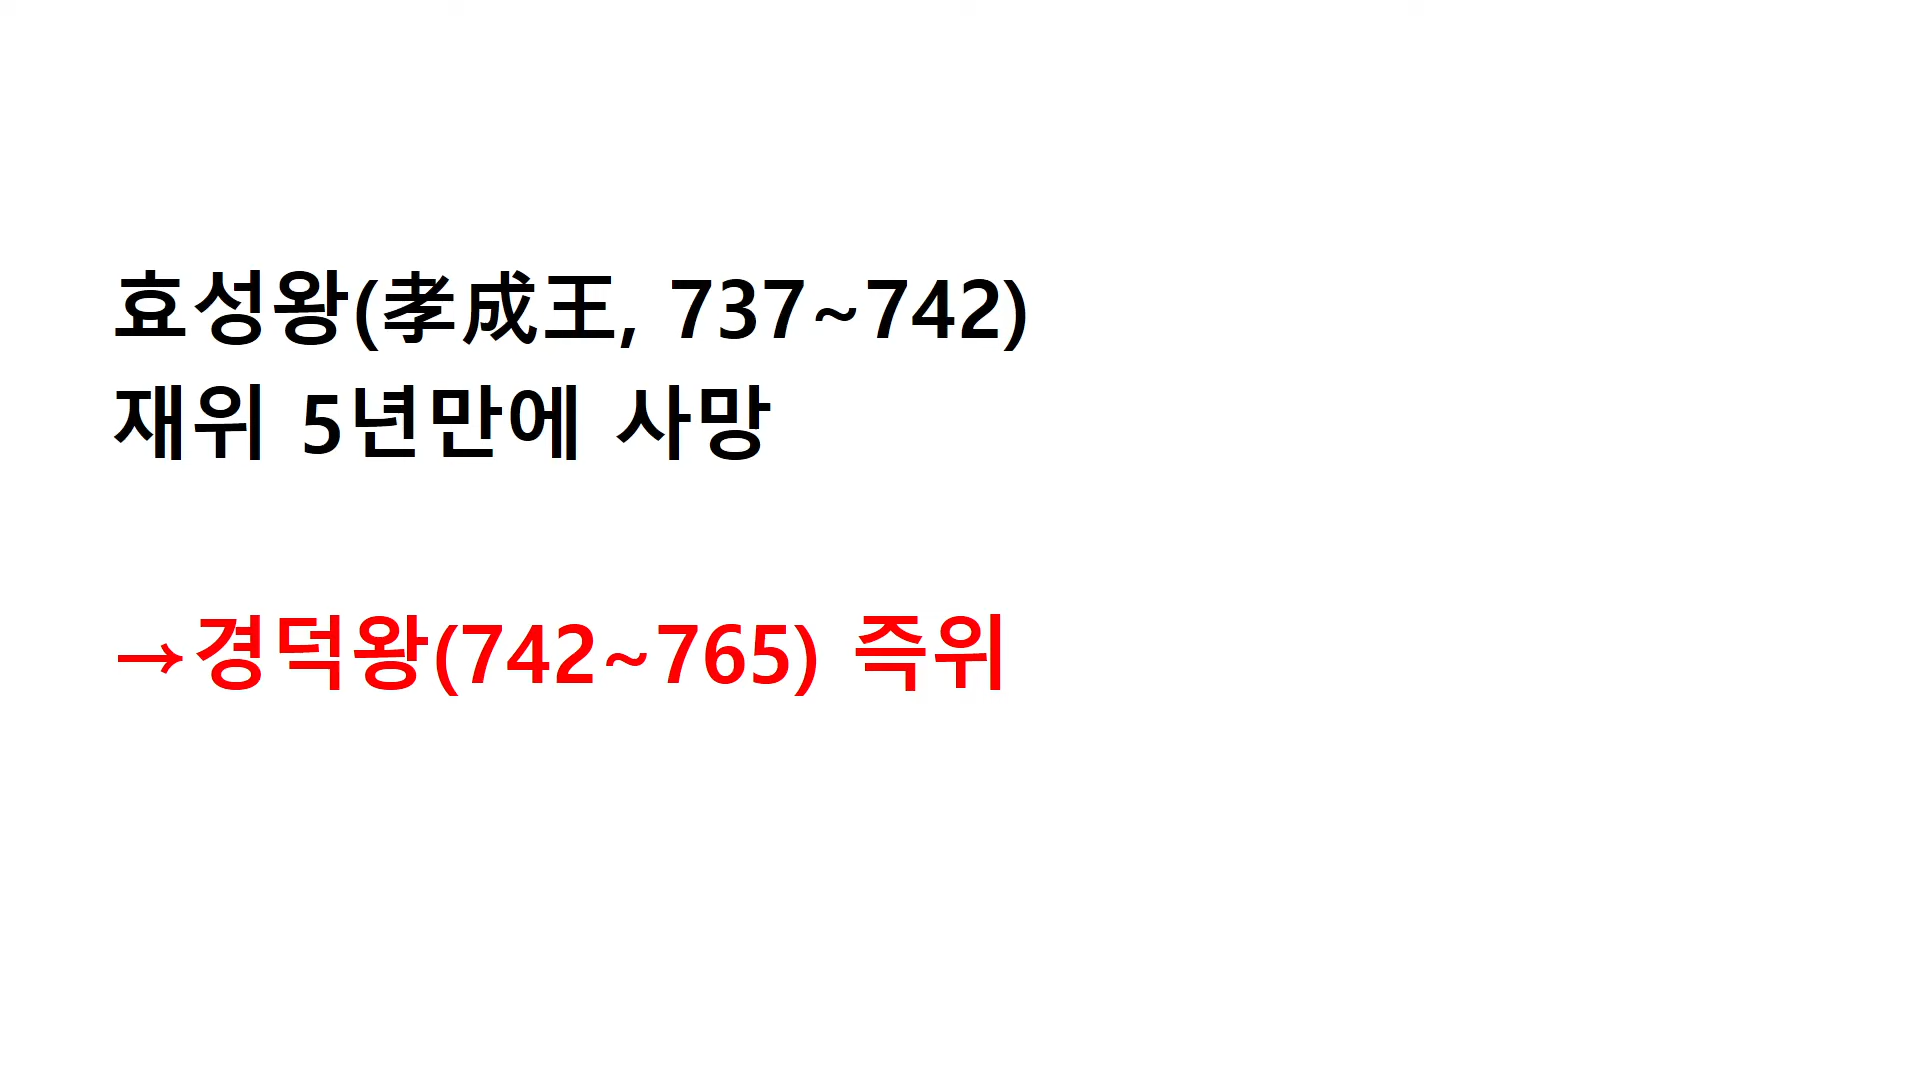 효성왕(孝成王, 737~742)
재위 5년만에 사망
→경덕왕(742~765) 즉위